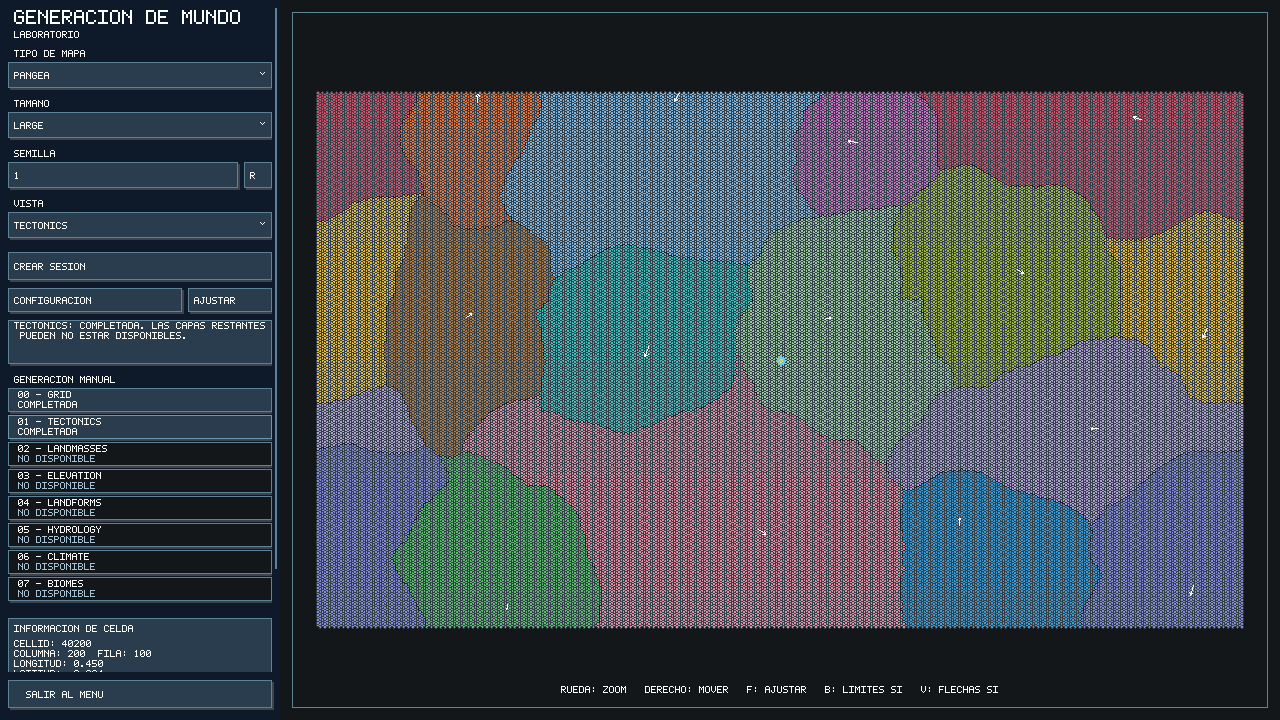 GENERACION DE MUNDO
LABORATORIO
TIPO DE MAPA
PANGEA
TAMANO
LARGE
SEMILLA
1
R
VISTA
TECTONICS
CREAR SESION
CONFIGURACION
AJUSTAR
TECTONICS: COMPLETADA. LAS CAPAS RESTANTES
PUEDEN NO ESTAR DISPONIBLES.
GENERACION MANUAL
00 - GRID
COMPLETADA
01 - TECTONICS
COMPLETADA
02 - LANDMASSES
NO DISPONIBLE
03 - ELEVATION
NO DISPONIBLE
04 - LANDFORMS
NO DISPONIBLE
05 - HYDROLOGY
NO DISPONIBLE
06 - CLIMATE
NO DISPONIBLE
07 - BIOMES
NO DISPONIBLE
INFORMACION DE CELDA
CELLID: 40200
COLUMNA: 200  FILA: 100
LONGITUD: 0.450
SALIR AL MENU
RUEDA: ZOOM   DERECHO: MOVER   F: AJUSTAR   B: LIMITES SI   V: FLECHAS SI